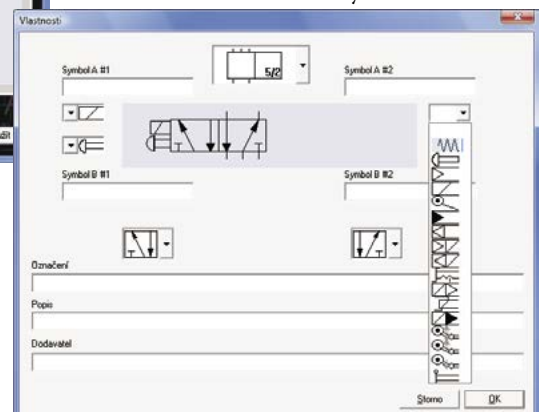 Vlastnosti
5/2
Symbol A #1
Symbol A #2
Symbol B #1
Symbol B #2
Označení
Popis
Dodavatel
Storno
OK